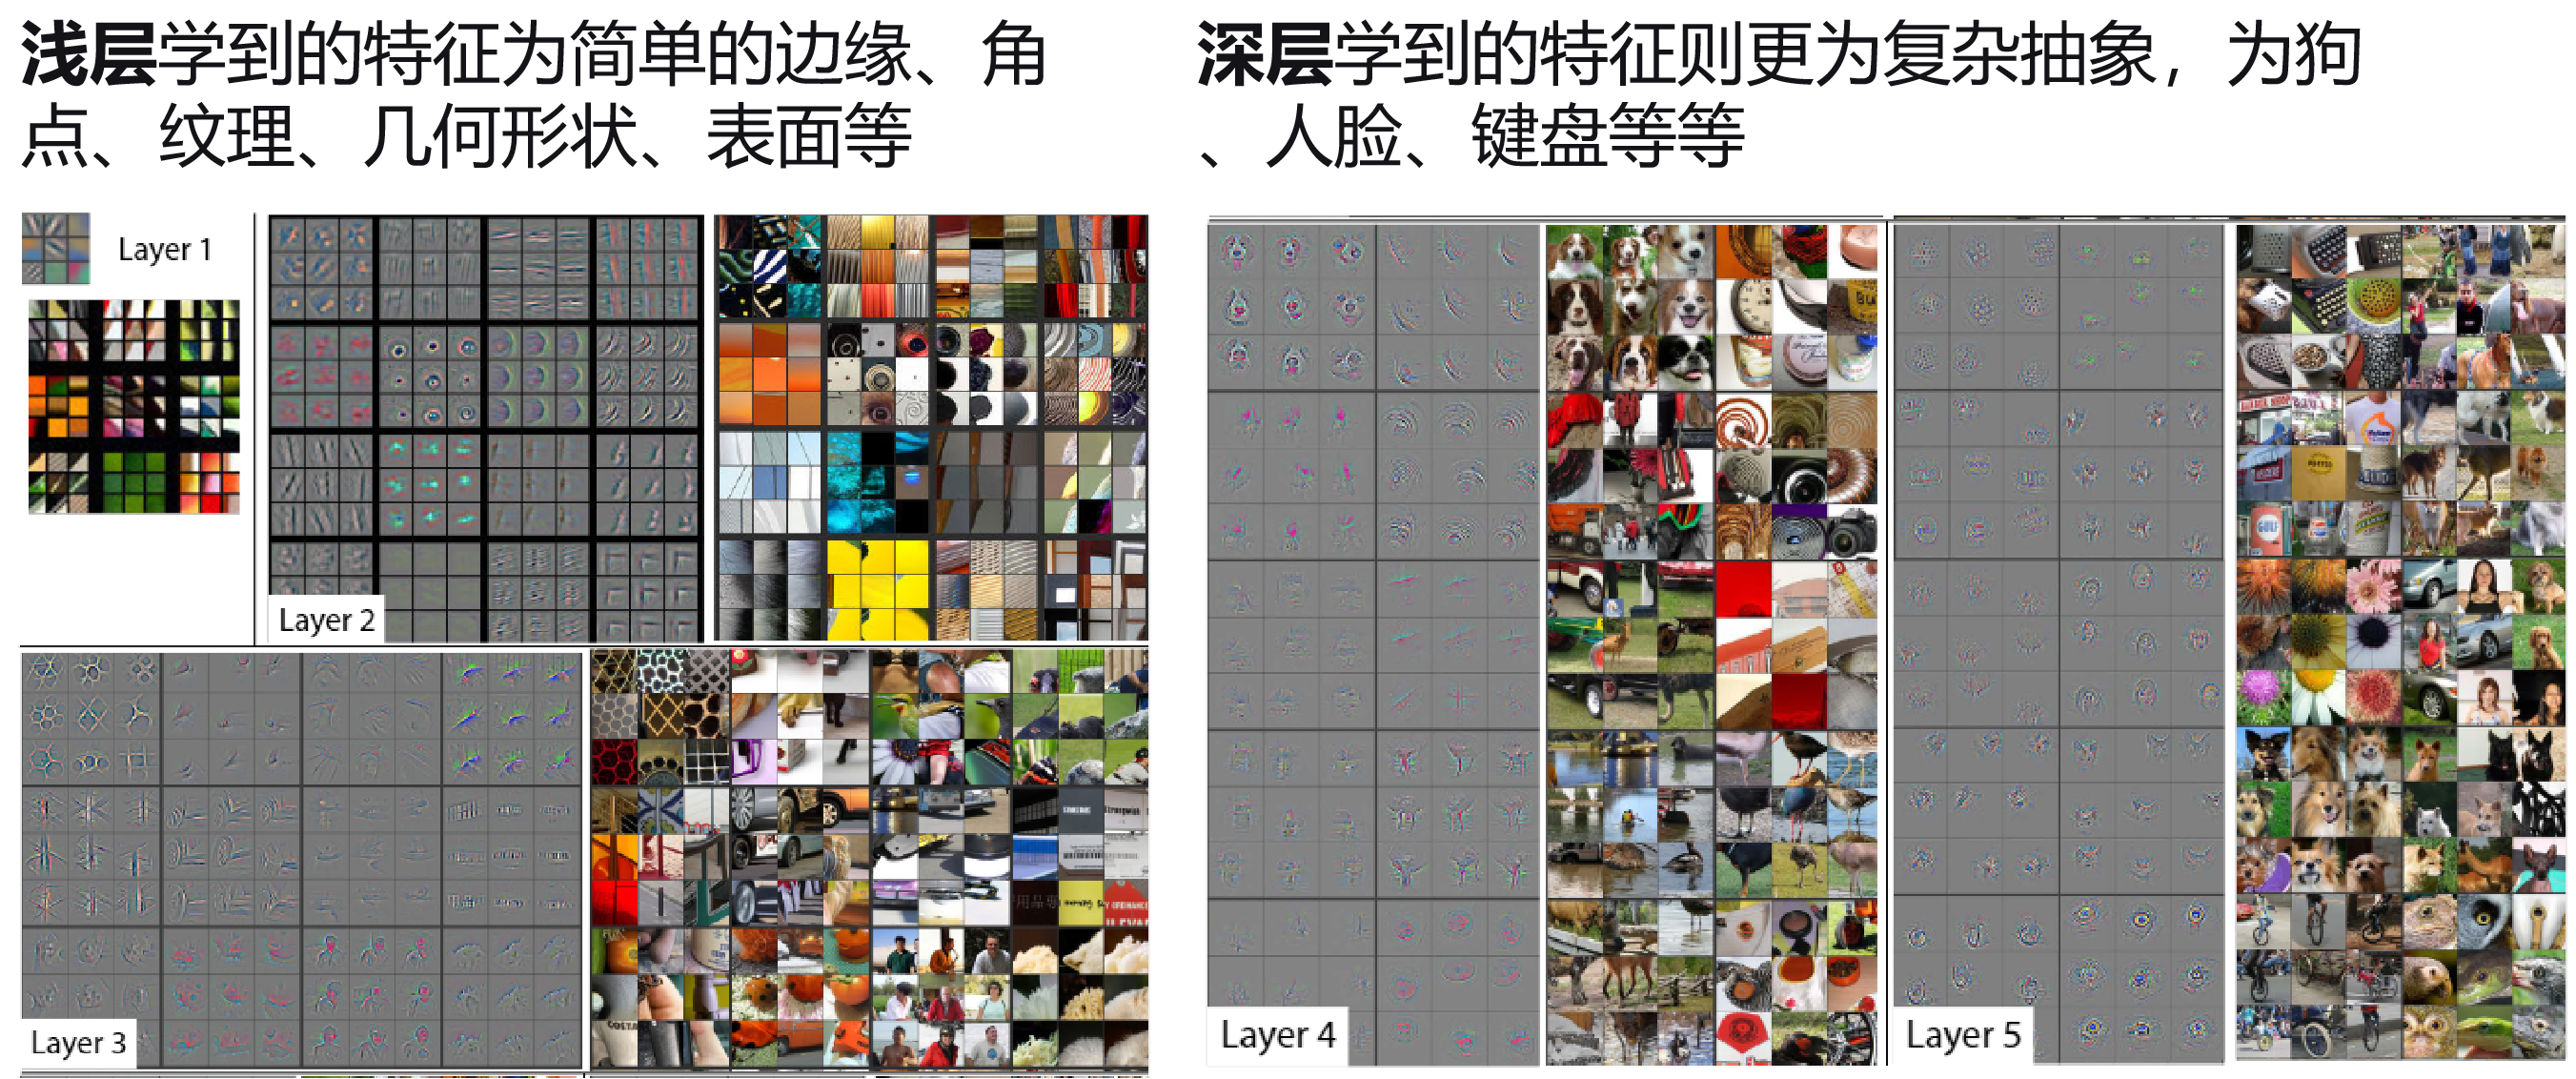 浅层学到的特征为简单的边缘、角
点、纹理、几何形状、表面等
深层学到的特征则更为复杂抽象，为狗
、人脸、键盘等等
Layer 1
Layer 2
Layer 3
Layer 4
Layer 5
GULF